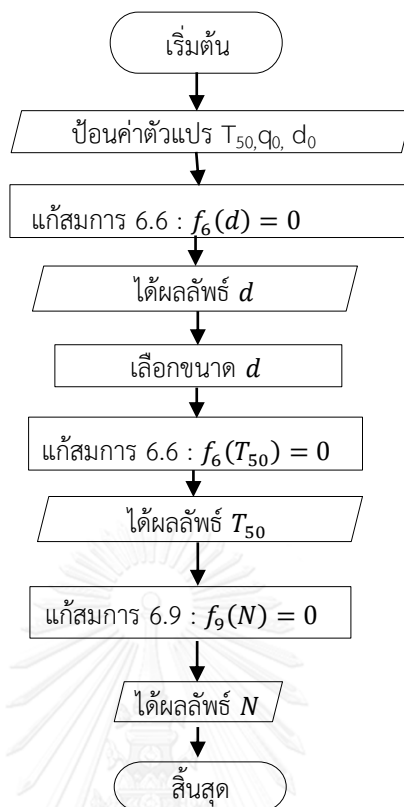 เริ่มต้น
ป้อนค่าตัวแปร T₅₀,q₀, d₀
แก้สมการ 6.6 : f₆(d) = 0
ได้ผลลัพธ์ d
เลือกขนาด d
แก้สมการ 6.6 : f₆(T₅₀) = 0
ได้ผลลัพธ์ T₅₀
แก้สมการ 6.9 : f₉(N) = 0
ได้ผลลัพธ์ N
สิ้นสุด